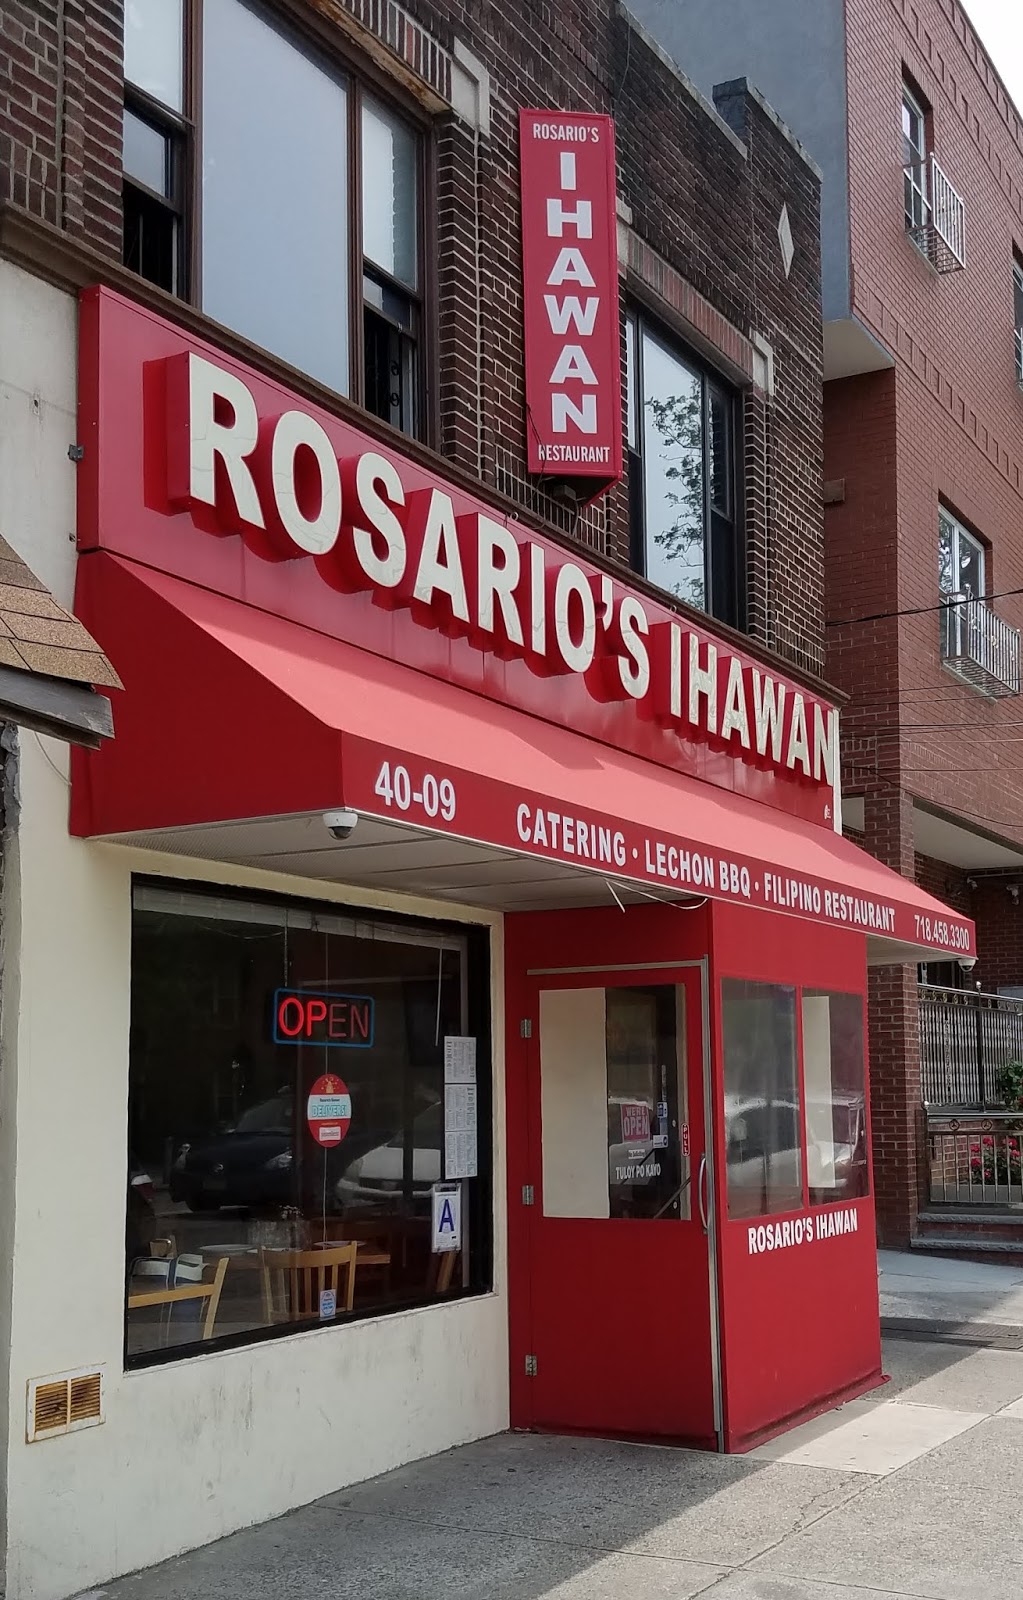 ROSARIO'S
IHAWAN
RESTAURANT
ROSARIO'S IHAWAN
40-09 CATERING • LECHON BBQ • FILIPINO RESTAURANT 718.458.3300
OPEN
DELIVERS!
WE'RE
OPEN
TULOY PO KAYO
A
ROSARIO'S IHAWAN